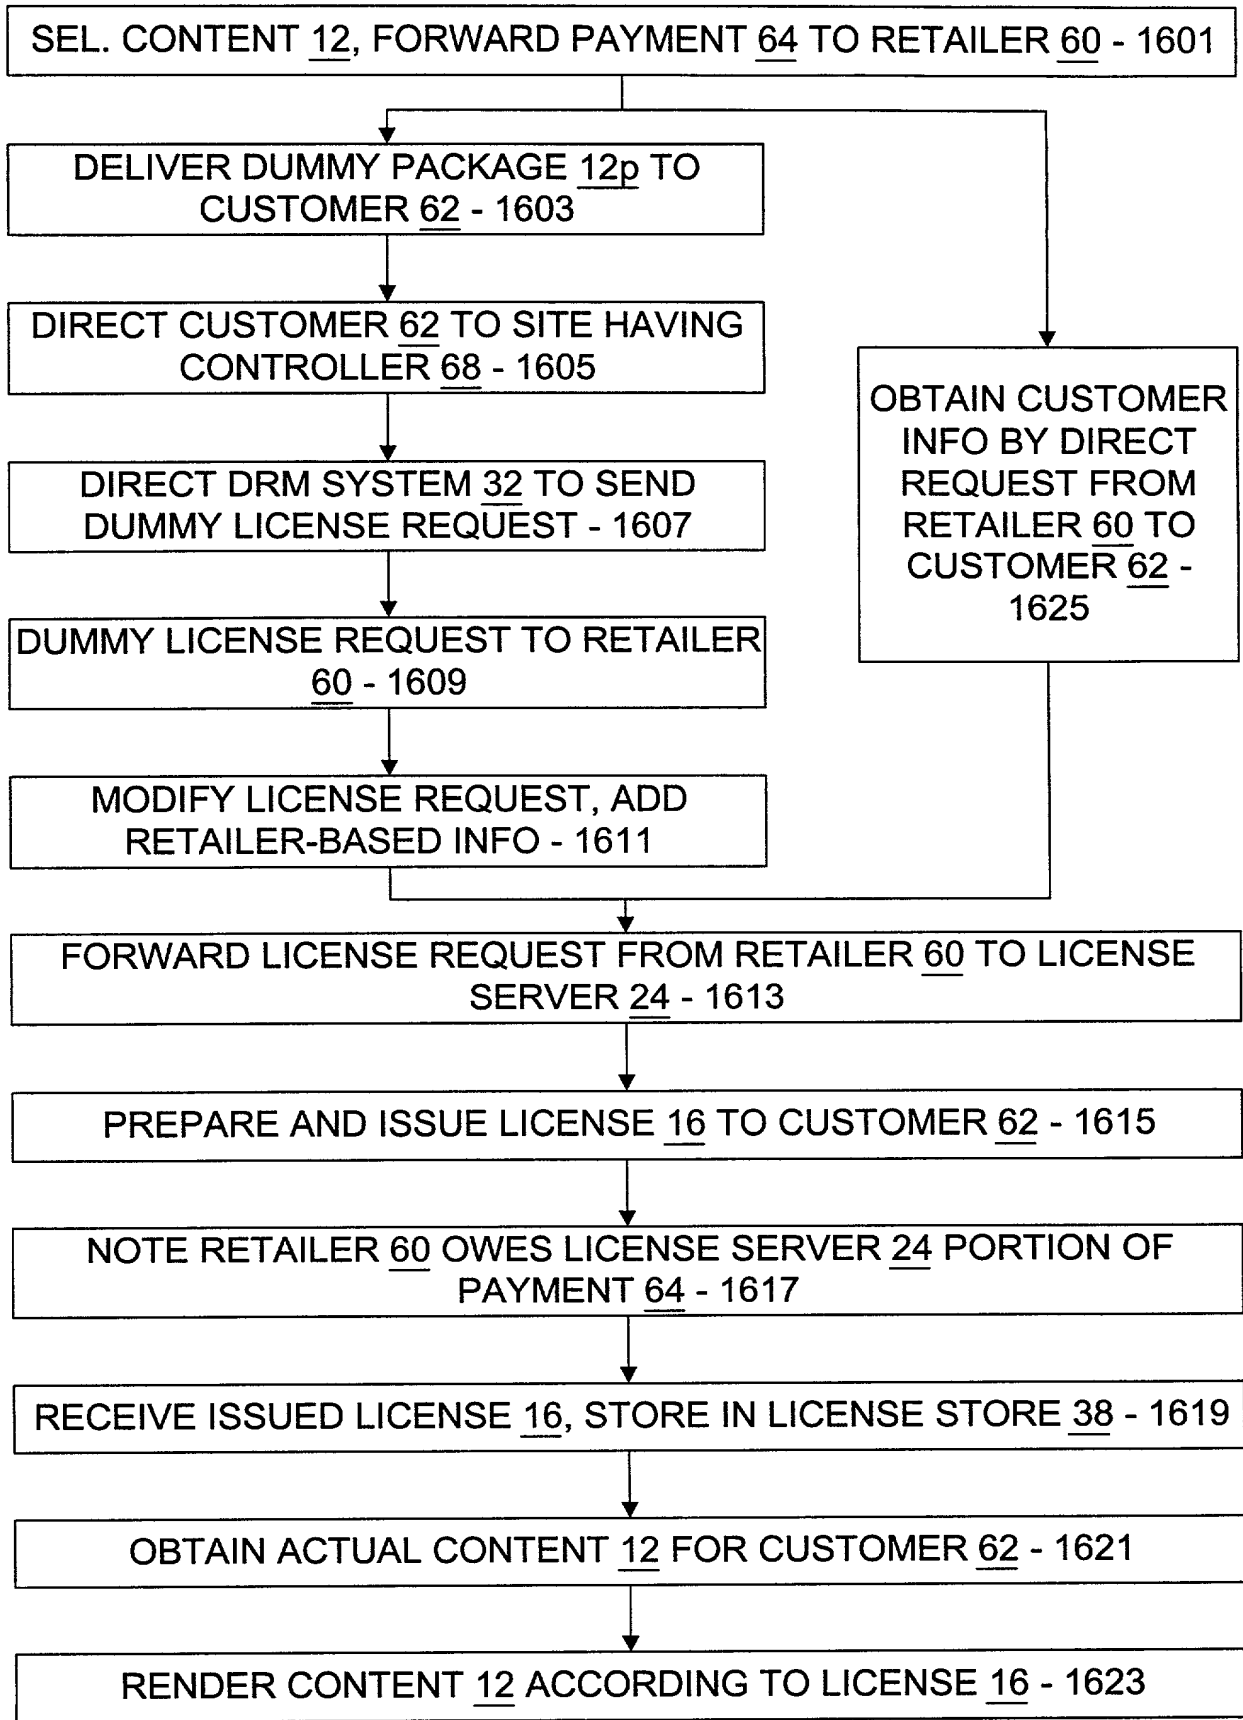 SEL. CONTENT 12, FORWARD PAYMENT 64 TO RETAILER 60 - 1601
DELIVER DUMMY PACKAGE 12p TO
CUSTOMER 62 - 1603
DIRECT CUSTOMER 62 TO SITE HAVING
CONTROLLER 68 - 1605
DIRECT DRM SYSTEM 32 TO SEND
DUMMY LICENSE REQUEST - 1607
DUMMY LICENSE REQUEST TO RETAILER
60 - 1609
MODIFY LICENSE REQUEST, ADD
RETAILER-BASED INFO - 1611
OBTAIN CUSTOMER
INFO BY DIRECT
REQUEST FROM
RETAILER 60 TO
CUSTOMER 62 -
1625
FORWARD LICENSE REQUEST FROM RETAILER 60 TO LICENSE
SERVER 24 - 1613
PREPARE AND ISSUE LICENSE 16 TO CUSTOMER 62 - 1615
NOTE RETAILER 60 OWES LICENSE SERVER 24 PORTION OF
PAYMENT 64 - 1617
RECEIVE ISSUED LICENSE 16, STORE IN LICENSE STORE 38 - 1619
OBTAIN ACTUAL CONTENT 12 FOR CUSTOMER 62 - 1621
RENDER CONTENT 12 ACCORDING TO LICENSE 16 - 1623